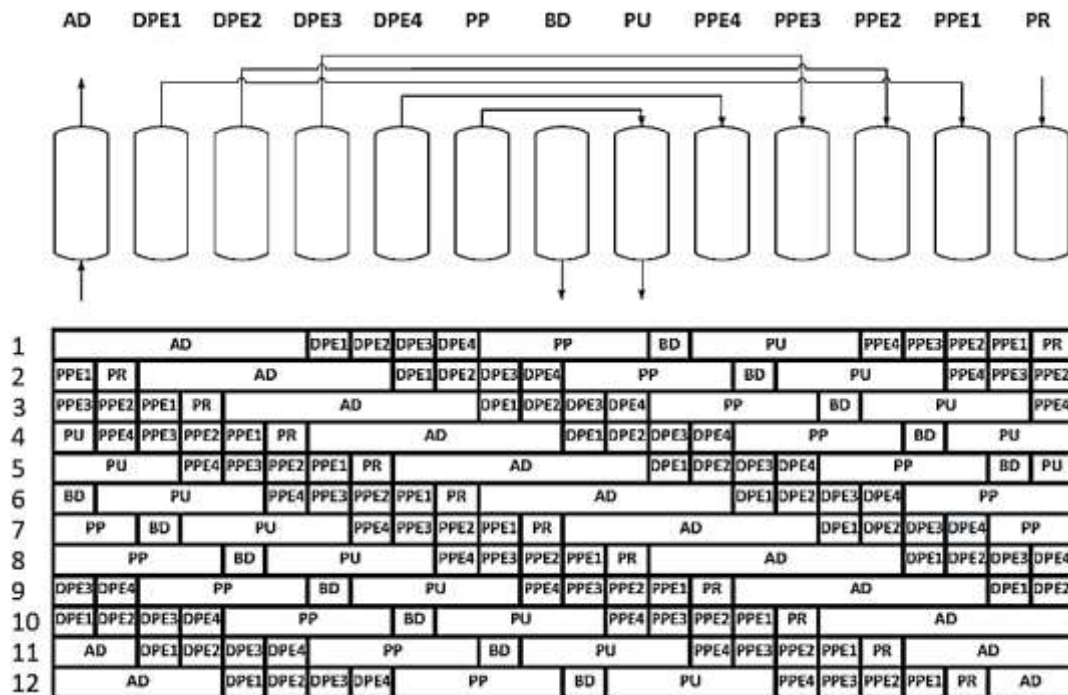 AD DPE1 DPE2 DPE3 DPE4 PP BD PU PPE4 PPE3 PPE2 PPE1 PR
1 AD DPE1 DPE2 DPE3 DPE4 PP BD PU PPE4 PPE3 PPE2 PPE1 PR
2 PPE1 PR AD DPE1 DPE2 DPE3 DPE4 PP BD PU PPE4 PPE3 PPE2
3 PPE3 PPE2 PPE1 PR AD DPE1 DPE2 DPE3 DPE4 PP BD PU PPE4
4 PU PPE4 PPE3 PPE2 PPE1 PR AD DPE1 DPE2 DPE3 DPE4 PP BD PU
5 PU PPE4 PPE3 PPE2 PPE1 PR AD DPE1 DPE2 DPE3 DPE4 PP BD PU
6 BD PU PPE4 PPE3 PPE2 PPE1 PR AD DPE1 DPE2 DPE3 DPE4 PP
7 PP BD PU PPE4 PPE3 PPE2 PPE1 PR AD DPE1 DPE2 DPE3 DPE4 PP
8 PP BD PU PPE4 PPE3 PPE2 PPE1 PR AD DPE1 DPE2 DPE3 DPE4
9 DPE3 DPE4 PP BD PU PPE4 PPE3 PPE2 PPE1 PR AD DPE1 DPE2
10 DPE1 DPE2 DPE3 DPE4 PP BD PU PPE4 PPE3 PPE2 PPE1 PR AD
11 AD DPE1 DPE2 DPE3 DPE4 PP BD PU PPE4 PPE3 PPE2 PPE1 PR AD
12 AD DPE1 DPE2 DPE3 DPE4 PP BD PU PPE4 PPE3 PPE2 PPE1 PR AD